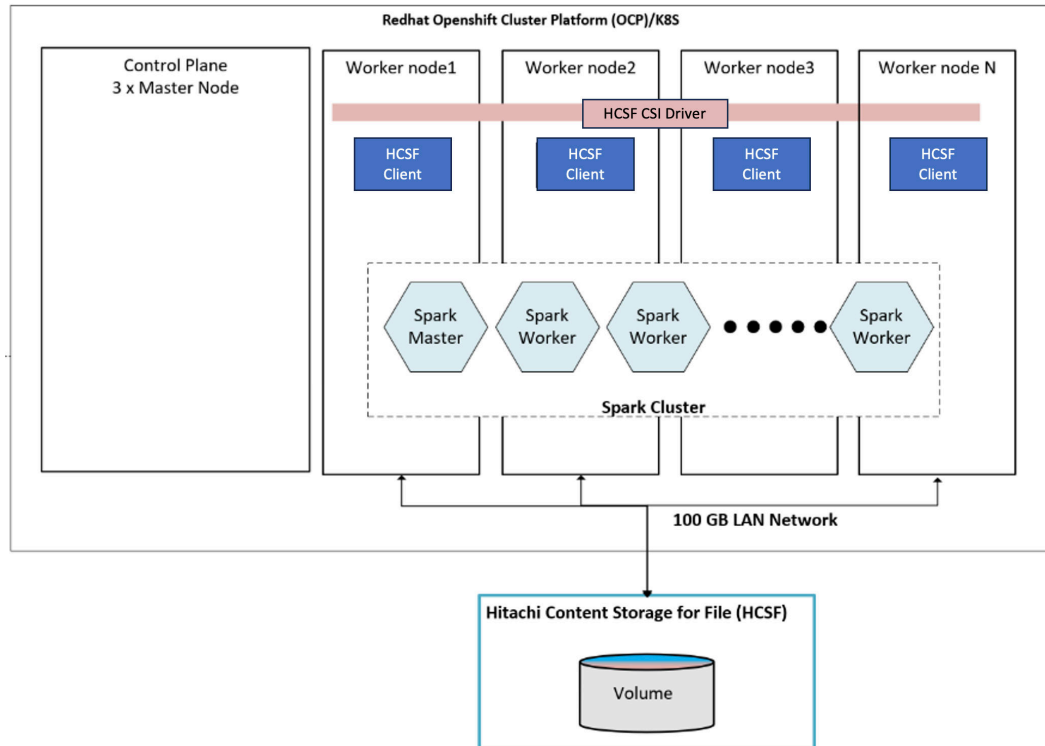 Redhat Openshift Cluster Platform (OCP)/K8S
Control Plane
3 x Master Node
Worker node1
Worker node2
Worker node3
Worker node N
HCSF CSI Driver
HCSF
Client
HCSF
Client
HCSF
Client
HCSF
Client
Spark
Master
Spark
Worker
Spark
Worker
Spark
Worker
Spark Cluster
100 GB LAN Network
Hitachi Content Storage for File (HCSF)
Volume